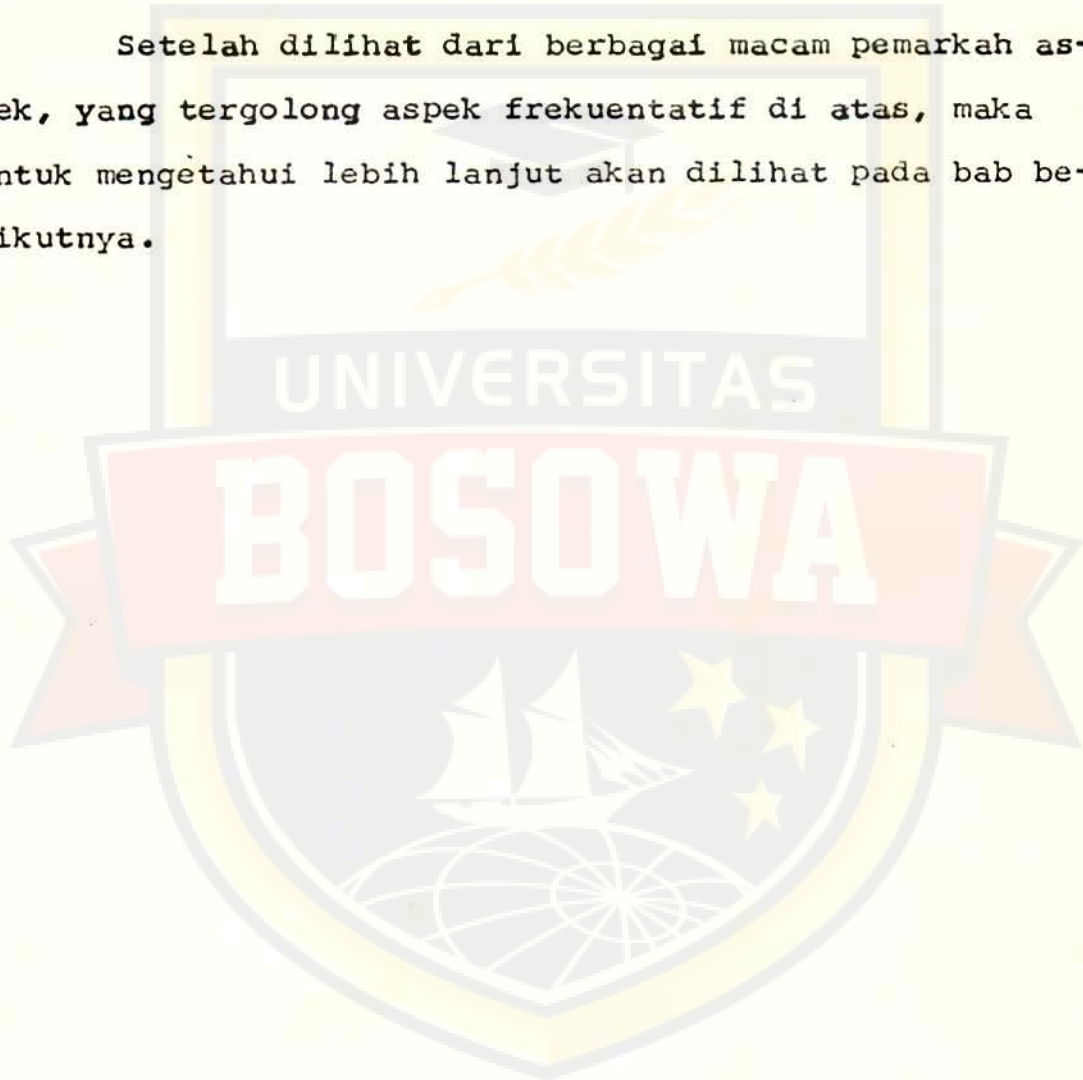 Setelah dilihat dari berbagai macam pemarkah as-
ek, yang tergolong aspek frekuentatif di atas, maka
ntuk mengetahui lebih lanjut akan dilihat pada bab be-
ikutnya.
UNIVERSITAS
BOSOWA